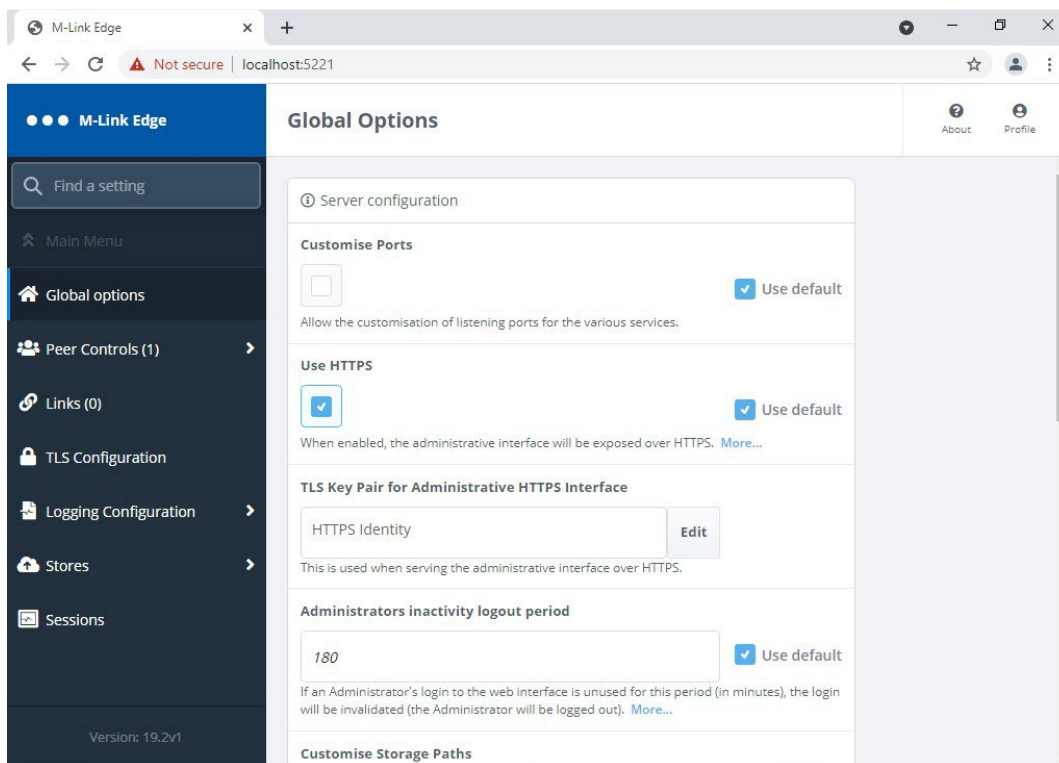 M-Link Edge
Not secure | localhost:5221
M-Link Edge
Find a setting
Main Menu
Global options
Peer Controls (1)
Links (0)
TLS Configuration
Logging Configuration
Stores
Sessions
Version: 19.2v1
Global Options
About
Profile
Server configuration
Customise Ports
Use default
Allow the customisation of listening ports for the various services.
Use HTTPS
Use default
When enabled, the administrative interface will be exposed over HTTPS. More...
TLS Key Pair for Administrative HTTPS Interface
HTTPS Identity
Edit
This is used when serving the administrative interface over HTTPS.
Administrators inactivity logout period
180
Use default
If an Administrator's login to the web interface is unused for this period (in minutes), the login
will be invalidated (the Administrator will be logged out). More...
Customise Storage Paths